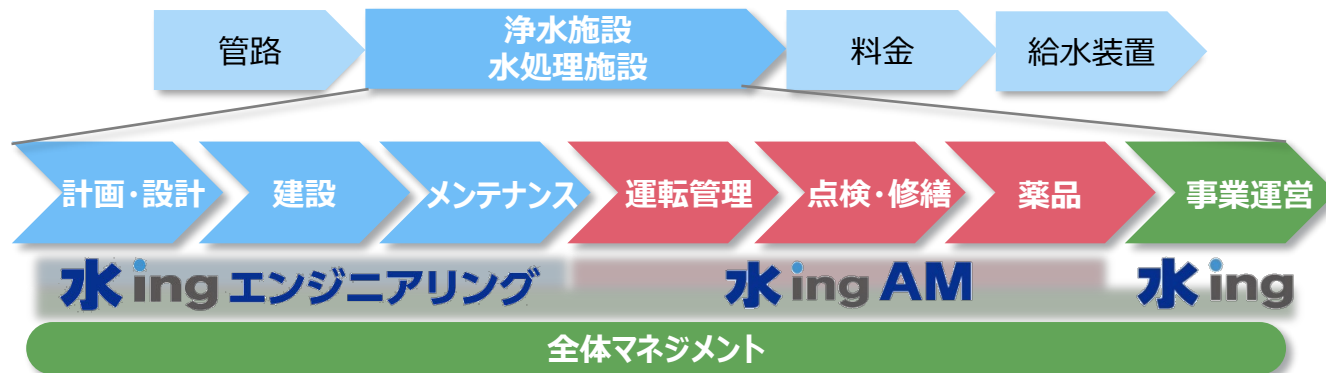 管路
浄水施設
水処理施設
料金
給水装置
計画・設計
建設
メンテナンス
運転管理
点検・修繕
薬品
事業運営
水ingエンジニアリング
水ing AM
水ing
全体マネジメント